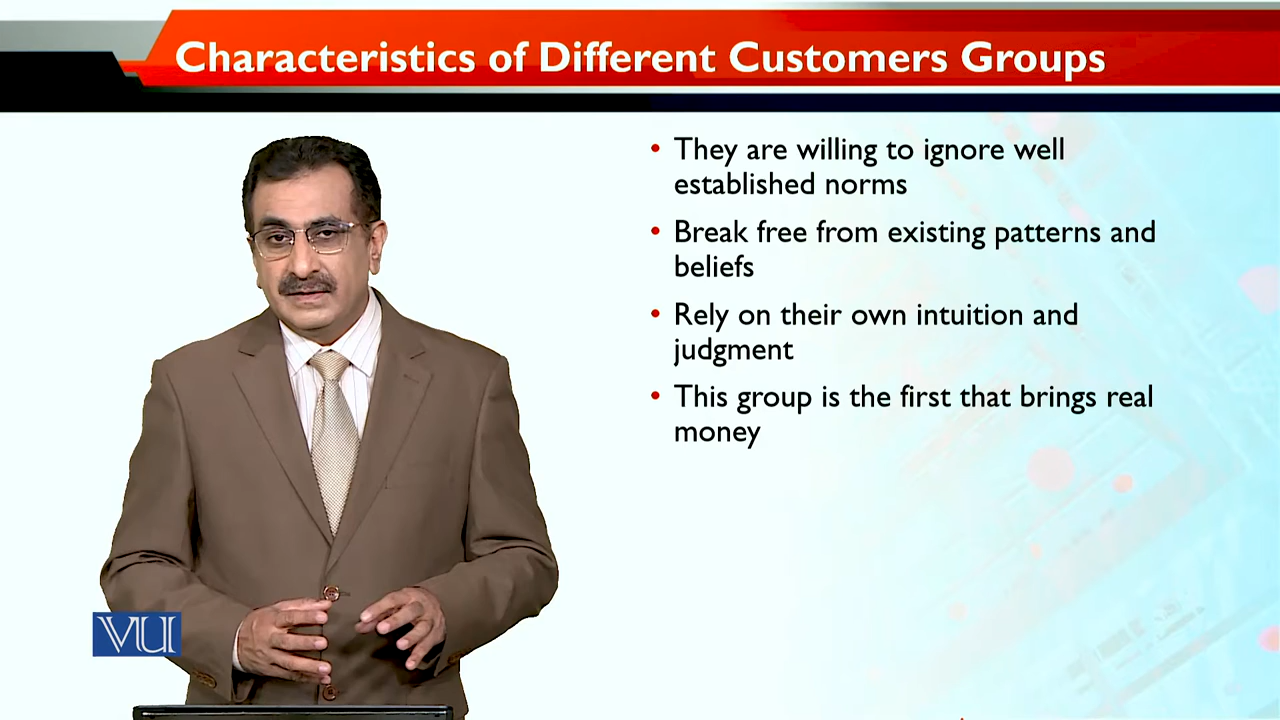 Characteristics of Different Customers Groups
• They are willing to ignore well
established norms
• Break free from existing patterns and
beliefs
• Rely on their own intuition and
judgment
• This group is the first that brings real
money
VU